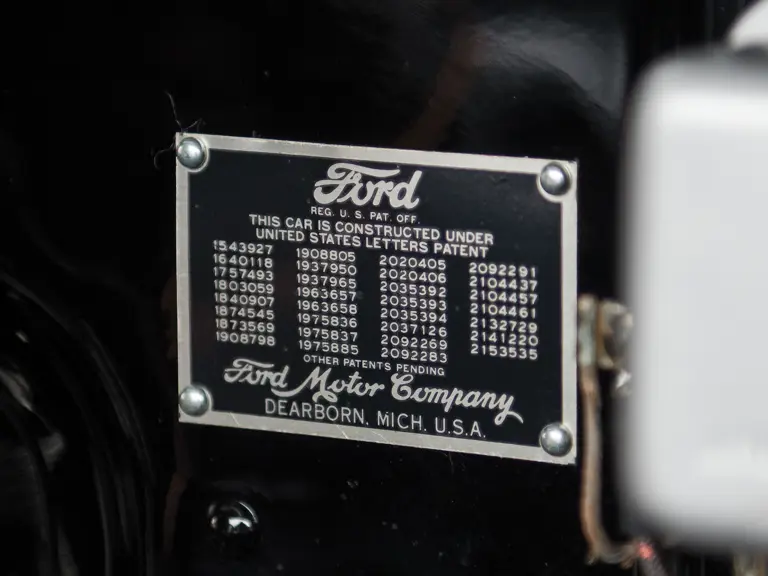 Ford
REG. U. S. PAT. OFF.
THIS CAR IS CONSTRUCTED UNDER
UNITED STATES LETTERS PATENT
1543927 1908805 2020405 2092291
1640118 1937950 2020406 2104437
1757493 1937965 2035392 2104457
1803059 1963657 2035393 2104461
1840907 1963658 2035394 2132729
1874545 1975836 2037126 2141220
1873569 1975837 2092269 2153535
1908798 1975885 2092283
OTHER PATENTS PENDING
Ford Motor Company
DEARBORN, MICH. U.S.A.